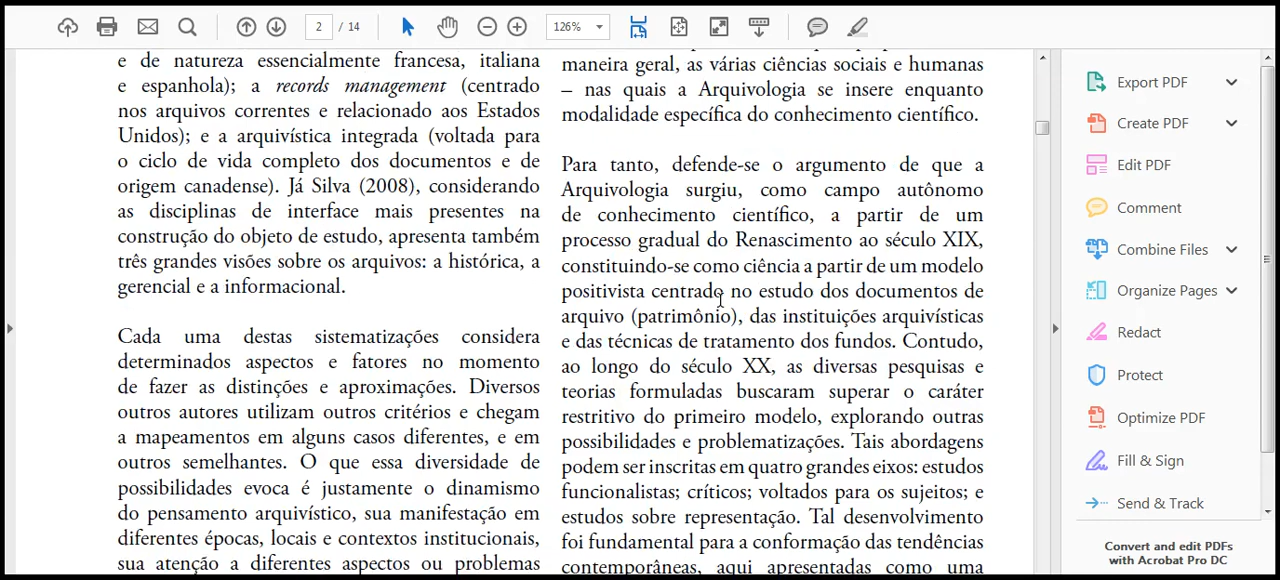 2 / 14
126%
e de natureza essencialmente francesa, italiana
e espanhola); a records management (centrado
nos arquivos correntes e relacionado aos Estados
Unidos); e a arquivística integrada (voltada para
o ciclo de vida completo dos documentos e de
origem canadense). Já Silva (2008), considerando
as disciplinas de interface mais presentes na
construção do objeto de estudo, apresenta também
três grandes visões sobre os arquivos: a histórica, a
gerencial e a informacional.
Cada uma destas sistematizações considera
determinados aspectos e fatores no momento
de fazer as distinções e aproximações. Diversos
outros autores utilizam outros critérios e chegam
a mapeamentos em alguns casos diferentes, e em
outros semelhantes. O que essa diversidade de
possibilidades evoca é justamente o dinamismo
do pensamento arquivístico, sua manifestação em
diferentes épocas, locais e contextos institucionais,
sua atenção a diferentes aspectos ou problemas
maneira geral, as várias ciências sociais e humanas
– nas quais a Arquivologia se insere enquanto
modalidade específica do conhecimento científico.
Para tanto, defende-se o argumento de que a
Arquivologia surgiu, como campo autônomo
de conhecimento científico, a partir de um
processo gradual do Renascimento ao século XIX,
constituindo-se como ciência a partir de um modelo
positivista centrado no estudo dos documentos de
arquivo (patrimônio), das instituições arquivísticas
e das técnicas de tratamento dos fundos. Contudo,
ao longo do século XX, as diversas pesquisas e
teorias formuladas buscaram superar o caráter
restritivo do primeiro modelo, explorando outras
possibilidades e problematizações. Tais abordagens
podem ser inscritas em quatro grandes eixos: estudos
funcionalistas; críticos; voltados para os sujeitos; e
estudos sobre representação. Tal desenvolvimento
foi fundamental para a conformação das tendências
contemporâneas, aqui apresentadas como uma
Export PDF
Create PDF
Edit PDF
Comment
Combine Files
Organize Pages
Redact
Protect
Optimize PDF
Fill & Sign
Send & Track
Convert and edit PDFs
with Acrobat Pro DC